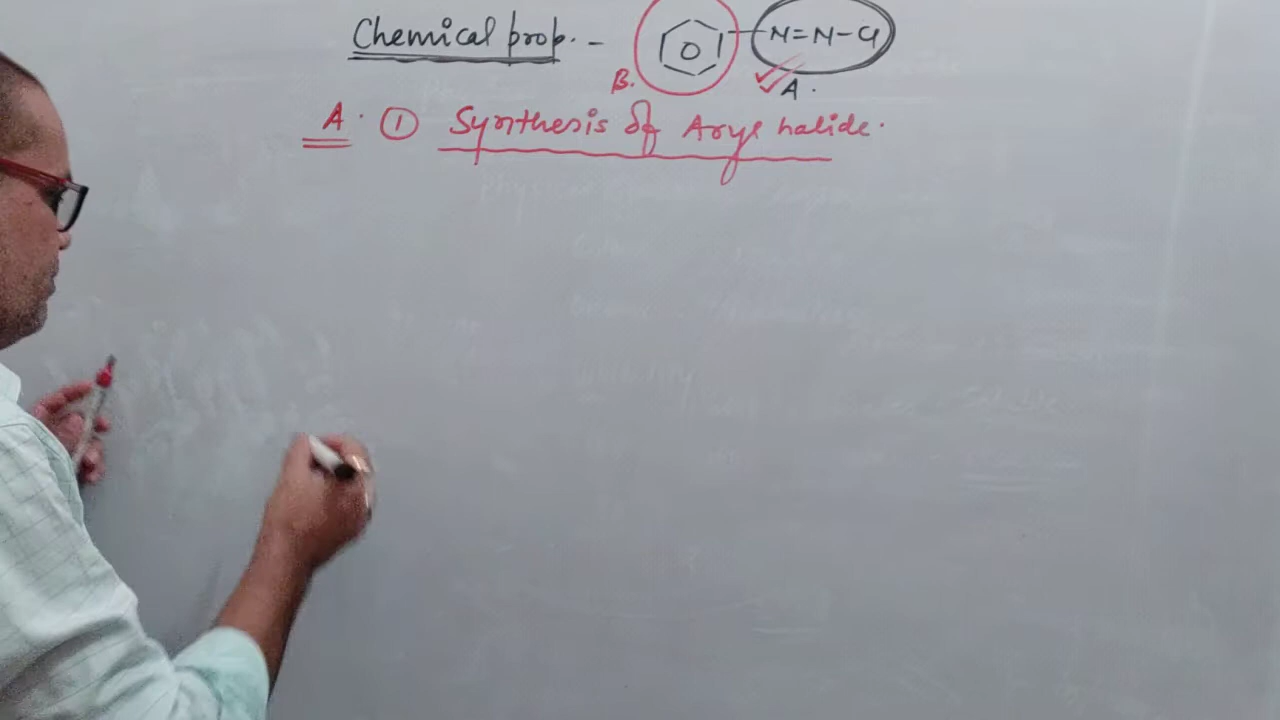 Chemical prop. - N=N-Cl
B. A.
A. ① Synthesis of Aryl halide.